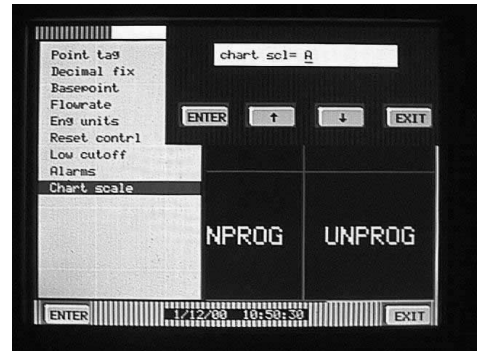 Point tag
Decimal fix
Basepoint
Flowrate
Eng units
Reset contrl
Low cutoff
Alarms
Chart scale
chart scl= A
ENTER ↑ ↓ EXIT
NPROG UNPROG
ENTER 1/12/00 10:50:30 EXIT